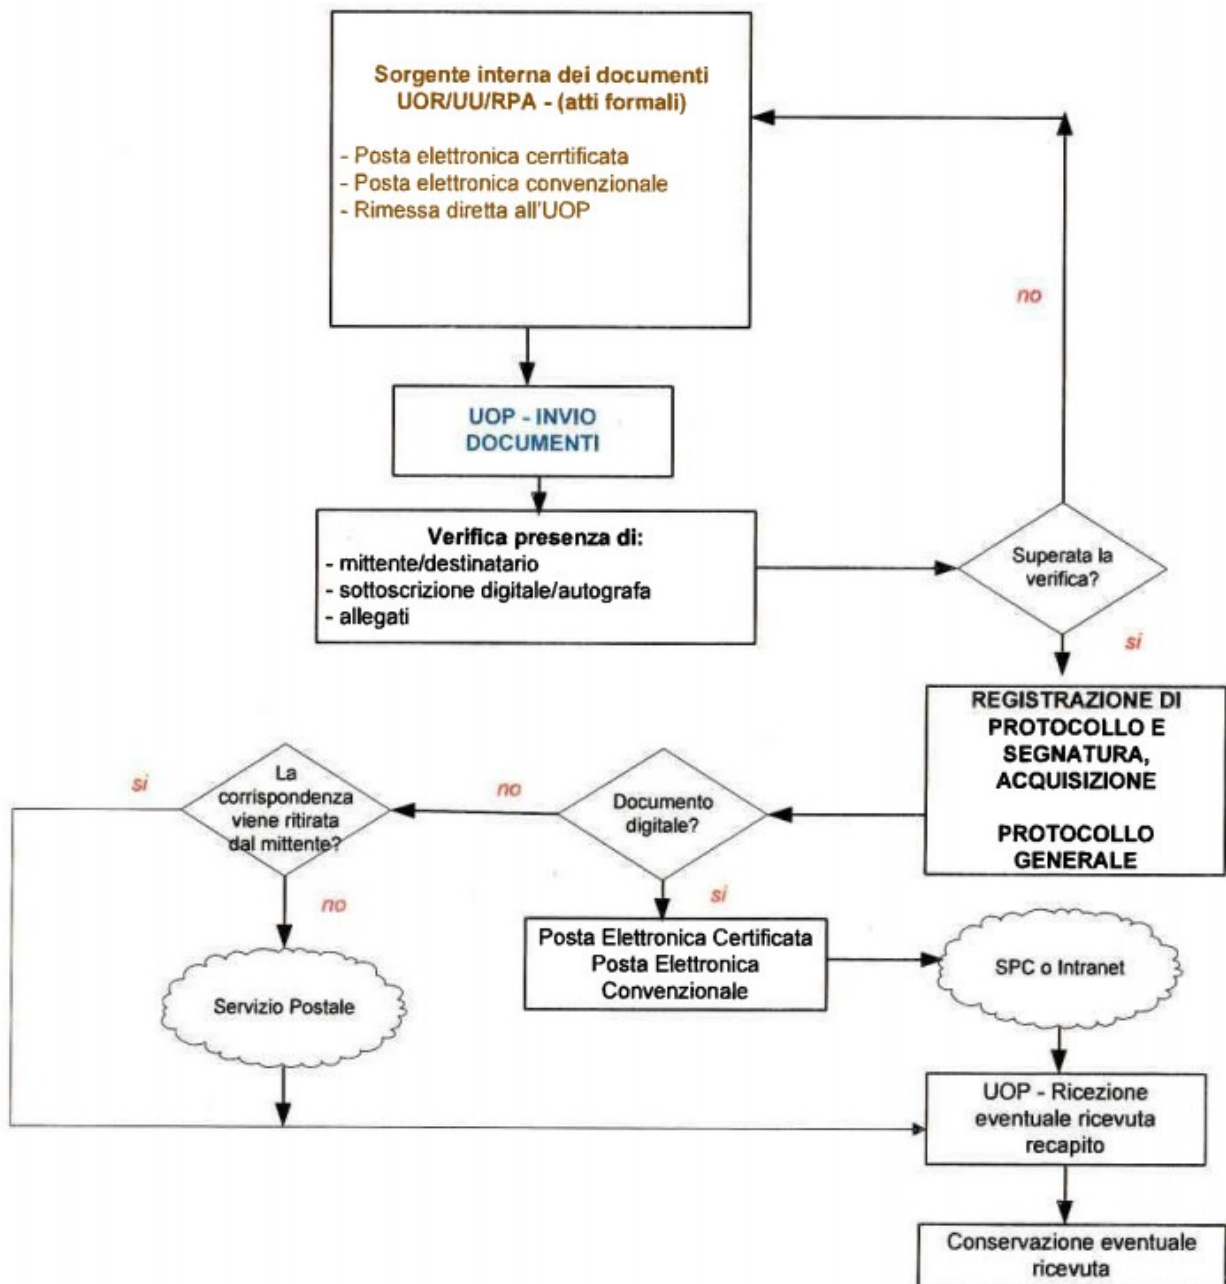 Sorgente interna dei documenti
UOR/UU/RPA - (atti formali)
- Posta elettronica cerrtificata
- Posta elettronica convenzionale
- Rimessa diretta all'UOP
no
UOP - INVIO
DOCUMENTI
Verifica presenza di:
- mittente/destinatario
- sottoscrizione digitale/autografa
- allegati
Superata la
verifica?
si
REGISTRAZIONE DI
PROTOCOLLO E
SEGNATURA,
ACQUISIZIONE
PROTOCOLLO
GENERALE
Documento
digitale?
no
La
corrispondenza
viene ritirata
dal mittente?
si
no
si
Posta Elettronica Certificata
Posta Elettronica
Convenzionale
SPC o Intranet
Servizio Postale
UOP - Ricezione
eventuale ricevuta
recapito
Conservazione eventuale
ricevuta